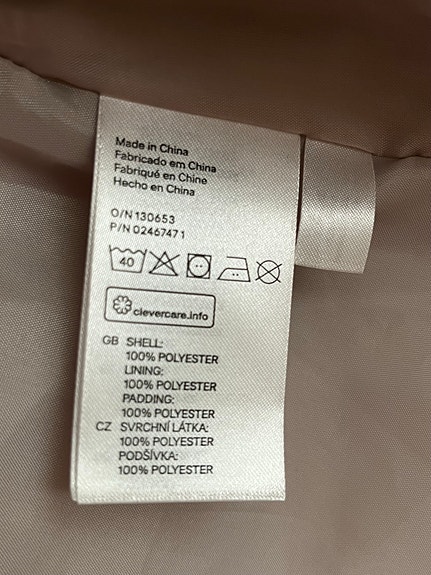 Made in China
Fabricado em China
Fabriqué en Chine
Hecho en China
O/N 130653
P/N 02467471
40
clevercare.info
GB SHELL:
100% POLYESTER
LINING:
100% POLYESTER
PADDING:
100% POLYESTER
CZ SVRCHNÍ LÁTKA:
100% POLYESTER
PODŠÍVKA:
100% POLYESTER